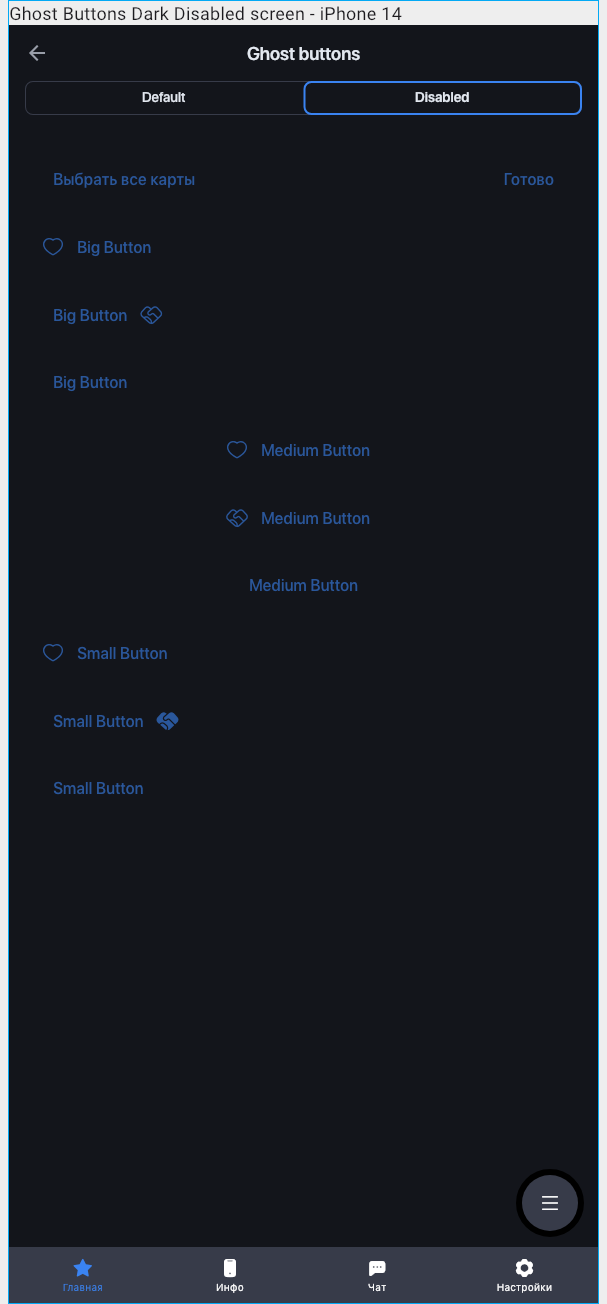 Ghost Buttons Dark Disabled screen - iPhone 14
Ghost buttons
Default Disabled
Выбрать все карты Готово
Big Button
Big Button
Big Button
Medium Button
Medium Button
Medium Button
Small Button
Small Button
Small Button
Главная Инфо Чат Настройки